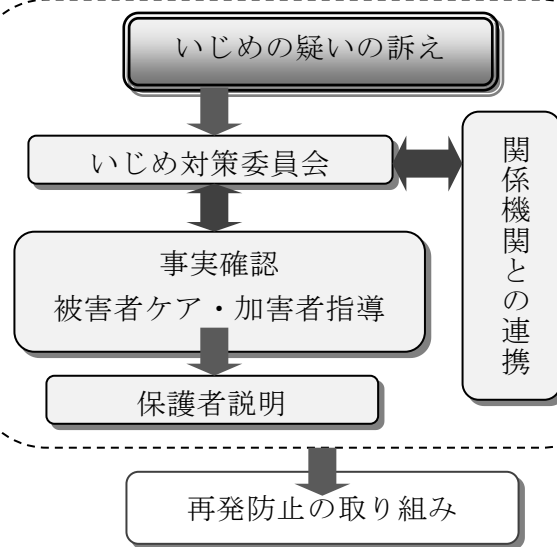 いじめの疑いの訴え
いじめ対策委員会
関係機関との連携
事実確認
被害者ケア・加害者指導
保護者説明
再発防止の取り組み